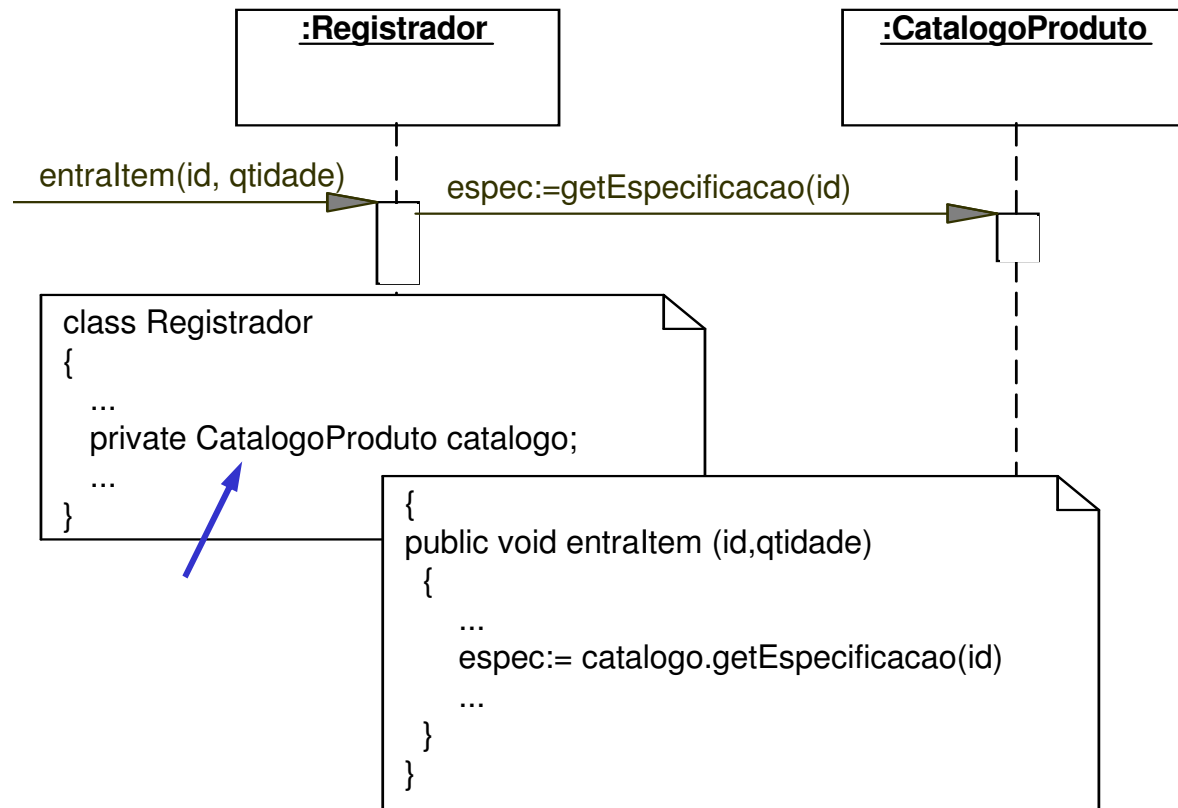 :Registrador
:CatalogoProduto
entraItem(id, qtidade)
espec:=getEspecificacao(id)
class Registrador
{
...
private CatalogoProduto catalogo;
...
}
{
public void entraItem (id,qtidade)
{
...
espec:= catalogo.getEspecificacao(id)
...
}
}